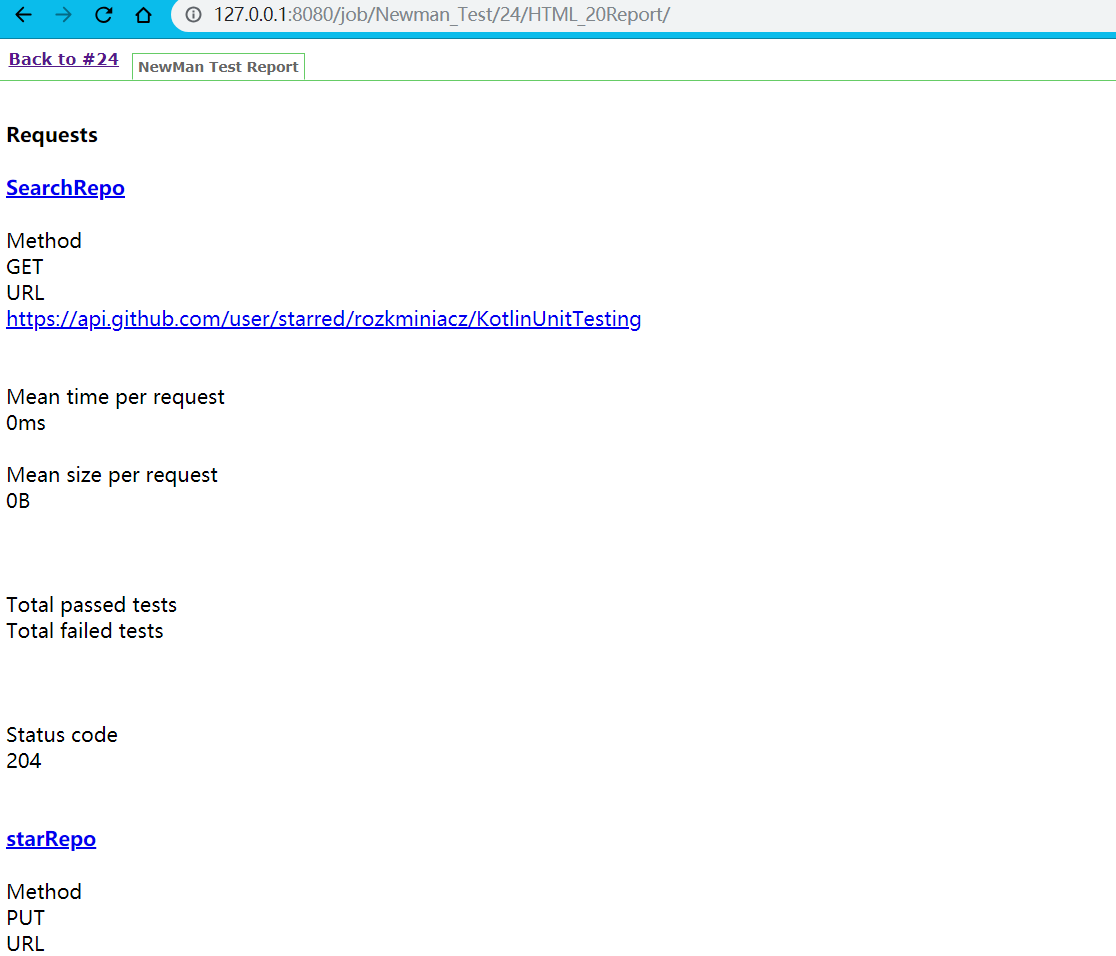 127.0.0.1:8080/job/Newman_Test/24/HTML_20Report/
Back to #24
NewMan Test Report
Requests
SearchRepo
Method
GET
URL
https://api.github.com/user/starred/rozkminiacz/KotlinUnitTesting
Mean time per request
0ms
Mean size per request
0B
Total passed tests
Total failed tests
Status code
204
starRepo
Method
PUT
URL